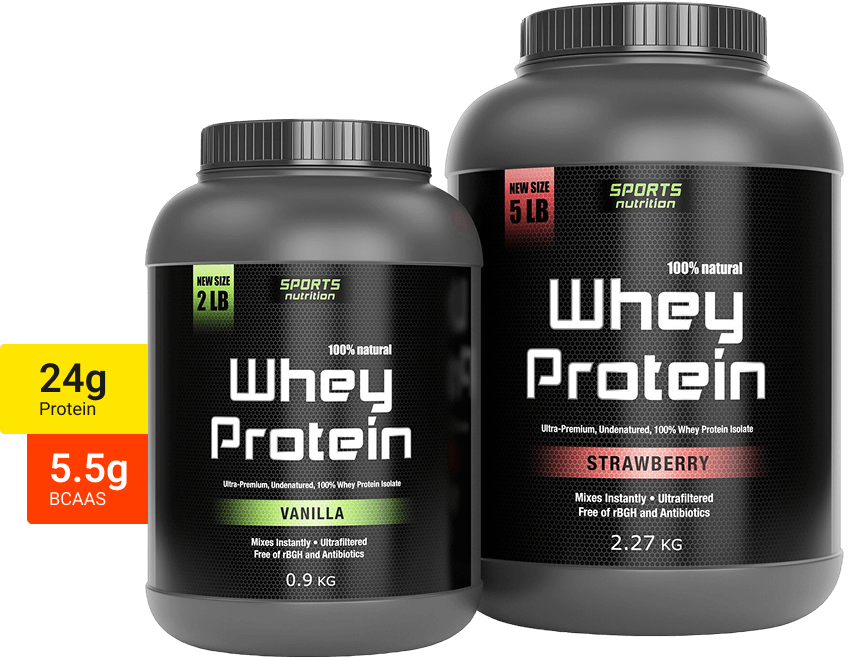 24g
Protein
5.5g
BCAAS
NEW SIZE
2 LB
SPORTS
nutrition
100% natural
Whey
Protein
Ultra-Premium, Undenatured, 100% Whey Protein Isolate
VANILLA
Mixes Instantly • Ultrafiltered
Free of rBGH and Antibiotics
0.9 KG
NEW SIZE
5 LB
SPORTS
nutrition
100% natural
Whey
Protein
Ultra-Premium, Undenatured, 100% Whey Protein Isolate
STRAWBERRY
Mixes Instantly • Ultrafiltered
Free of rBGH and Antibiotics
2.27 KG